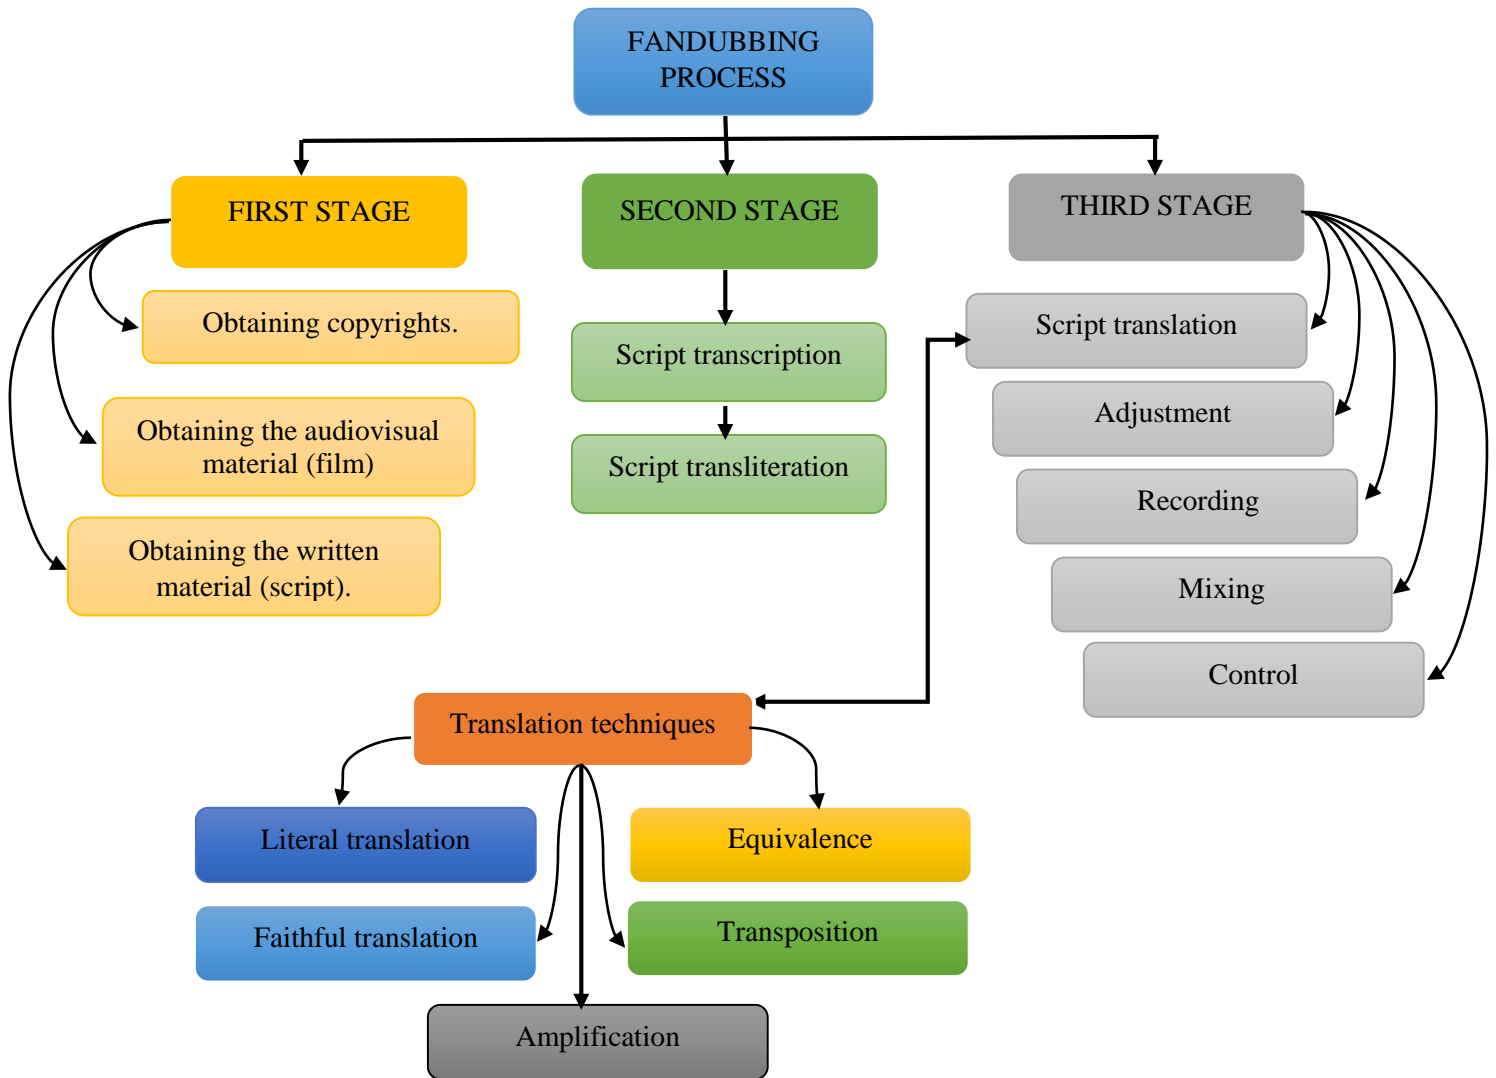 FANDUBBING
PROCESS
FIRST STAGE
SECOND STAGE
THIRD STAGE
Obtaining copyrights.
Obtaining the audiovisual
material (film)
Obtaining the written
material (script).
Script transcription
Script transliteration
Script translation
Adjustment
Recording
Mixing
Control
Translation techniques
Literal translation
Equivalence
Faithful translation
Transposition
Amplification